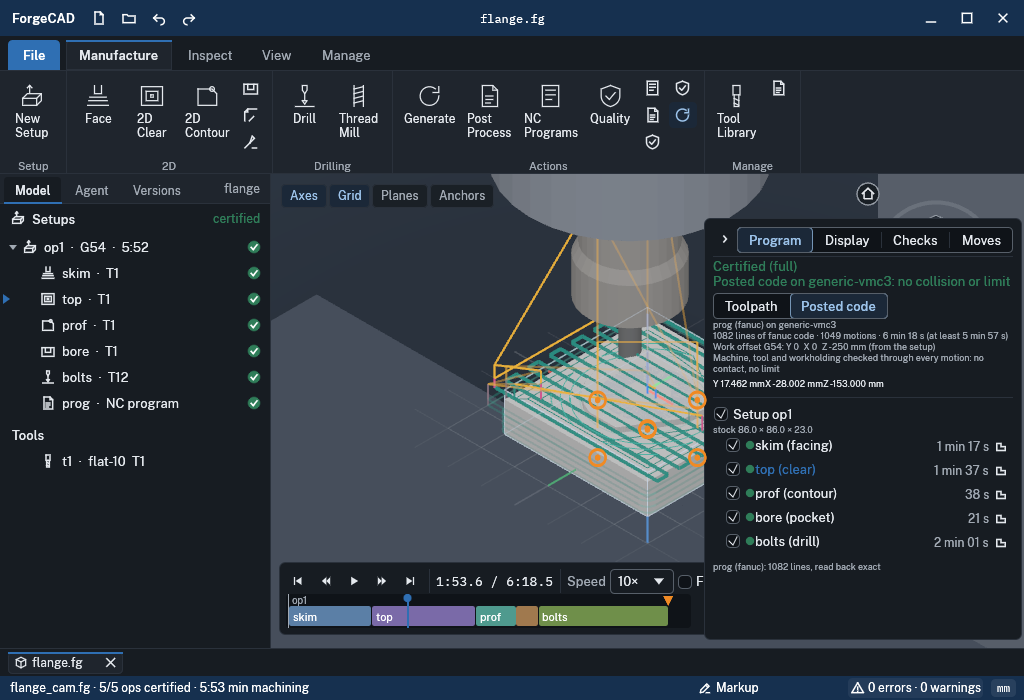 ForgeCAD
flange.fg
File
Manufacture
Inspect
View
Manage
New Setup
Face
2D Clear
2D Contour
Drill
Thread Mill
Generate
Post Process
NC Programs
Quality
Tool Library
Setup
2D
Drilling
Actions
Manage
Model
Agent
Versions
flange
Setups
certified
op1 · G54 · 5:52
skim · T1
top · T1
prof · T1
bore · T1
bolts · T12
prog · NC program
Tools
t1 · flat-10 T1
Axes
Grid
Planes
Anchors
Program
Display
Checks
Moves
Certified (full)
Posted code on generic-vmc3: no collision or limit
Toolpath
Posted code
prog (fanuc) on generic-vmc3
1082 lines of fanuc code · 1049 motions · 6 min 18 s (at least 5 min 57 s)
Work offset G54: Y 0 X 0 Z-250 mm (from the setup)
Machine, tool and workholding checked through every motion: no
contact, no limit
Y 17.462 mmX-28.002 mmZ-153.000 mm
Setup op1
stock 86.0 × 86.0 × 23.0
skim (facing) 1 min 17 s
top (clear) 1 min 37 s
prof (contour) 38 s
bore (pocket) 21 s
bolts (drill) 2 min 01 s
prog (fanuc): 1082 lines, read back exact
1:53.6 / 6:18.5
Speed
10×
F
op1
skim
top
prof
bolts
flange.fg
flange_cam.fg · 5/5 ops certified · 5:53 min machining
Markup
0 errors · 0 warnings
mm